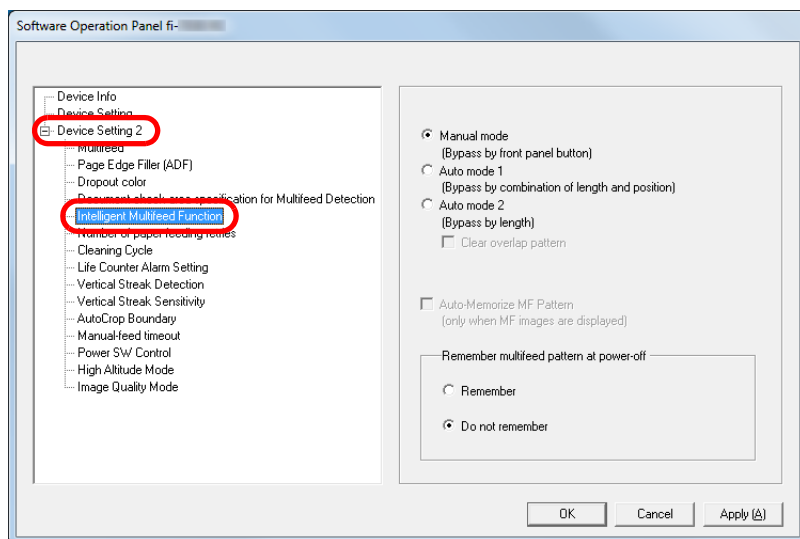 Software Operation Panel fi-
Device Info
Device Setting
Device Setting 2
Multifeed
Page Edge Filler (ADF)
Dropout color
Document check area specification for Multifeed Detection
Intelligent Multifeed Function
Number of paper feeding retries
Cleaning Cycle
Life Counter Alarm Setting
Vertical Streak Detection
Vertical Streak Sensitivity
AutoCrop Boundary
Manual-feed timeout
Power SW Control
High Altitude Mode
Image Quality Mode
Manual mode
(Bypass by front panel button)
Auto mode 1
(Bypass by combination of length and position)
Auto mode 2
(Bypass by length)
Clear overlap pattern
Auto-Memorize MF Pattern
(only when MF images are displayed)
Remember multifeed pattern at power-off
Remember
Do not remember
OK Cancel Apply (A)